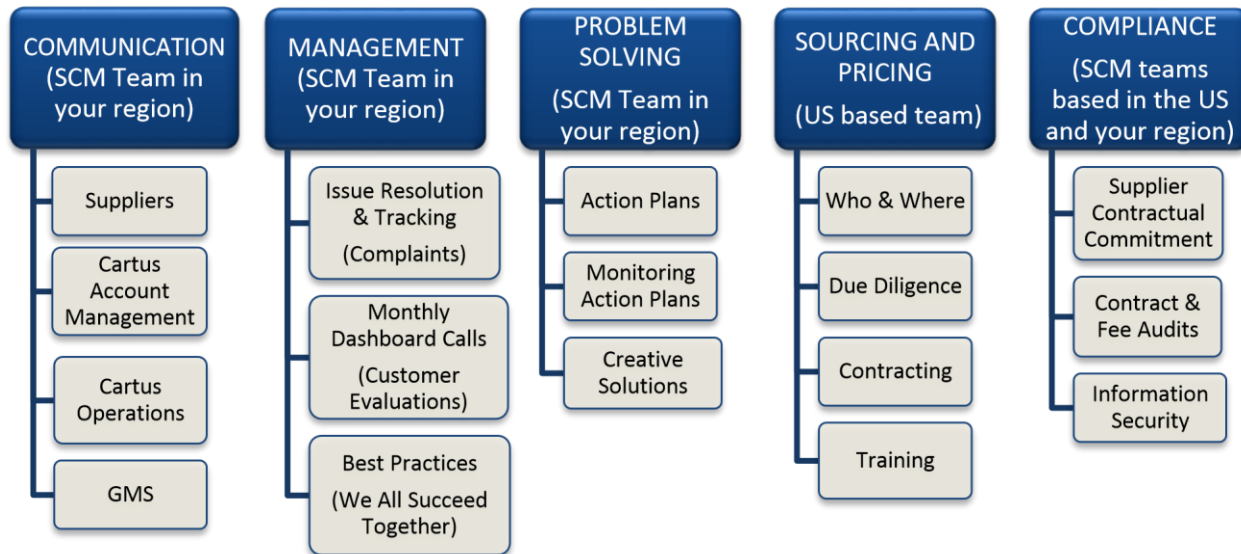 COMMUNICATION
(SCM Team in
your region)
Suppliers
Cartus
Account
Management
Cartus
Operations
GMS
MANAGEMENT
(SCM Team in
your region)
Issue Resolution
& Tracking
(Complaints)
Monthly
Dashboard Calls
(Customer
Evaluations)
Best Practices
(We All Succeed
Together)
PROBLEM
SOLVING
(SCM Team in
your region)
Action Plans
Monitoring
Action Plans
Creative
Solutions
SOURCING AND
PRICING
(US based team)
Who & Where
Due Diligence
Contracting
Training
COMPLIANCE
(SCM teams
based in the US
and your region)
Supplier
Contractual
Commitment
Contract &
Fee Audits
Information
Security